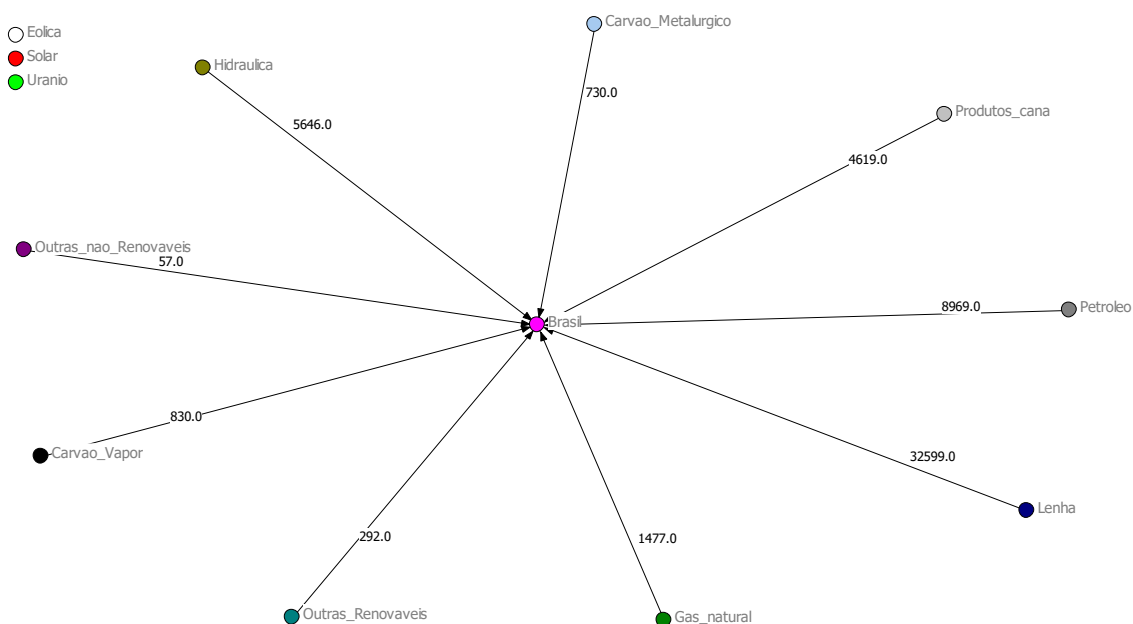 Eolica
Solar
Uranio
Carvao_Metalurgico
Hidraulica
730.0
Produtos_cana
5646.0
4619.0
Outras_nao_Renovaveis
57.0
Petroleo
8969.0
Brasil
830.0
Carvao_Vapor
32599.0
Lenha
292.0
1477.0
Outras_Renovaveis
Gas_natural